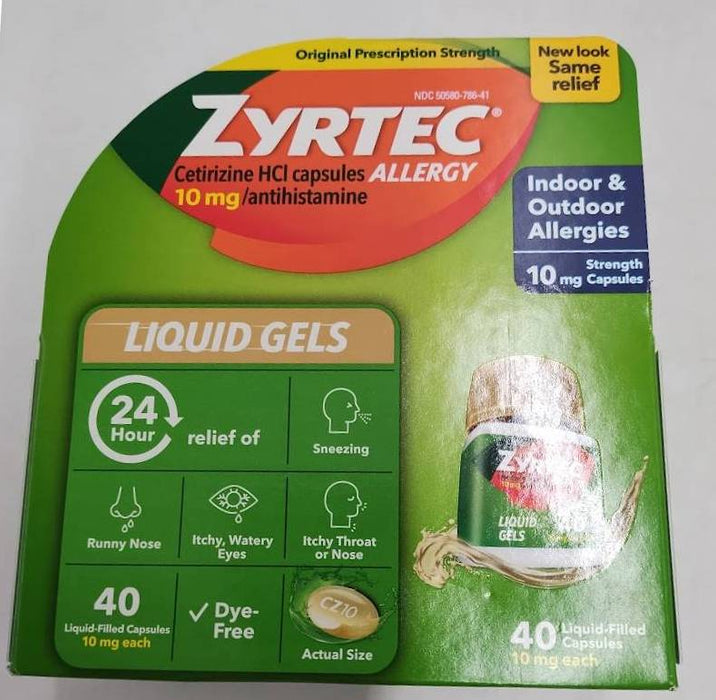 Original Prescription Strength
New look
Same
relief
NDC 50580-786-41
ZYRTEC®
Cetirizine HCl capsules ALLERGY
10 mg/antihistamine
Indoor &
Outdoor
Allergies
10 mg Strength Capsules
LIQUID GELS
24
Hour
relief of
Sneezing
Runny Nose
Itchy, Watery
Eyes
Itchy Throat
or Nose
40
Liquid-Filled Capsules
10 mg each
✓ Dye-
Free
CZ10
Actual Size
ZYRTEC
LIQUID
GELS
40 Liquid-Filled
Capsules
10 mg each